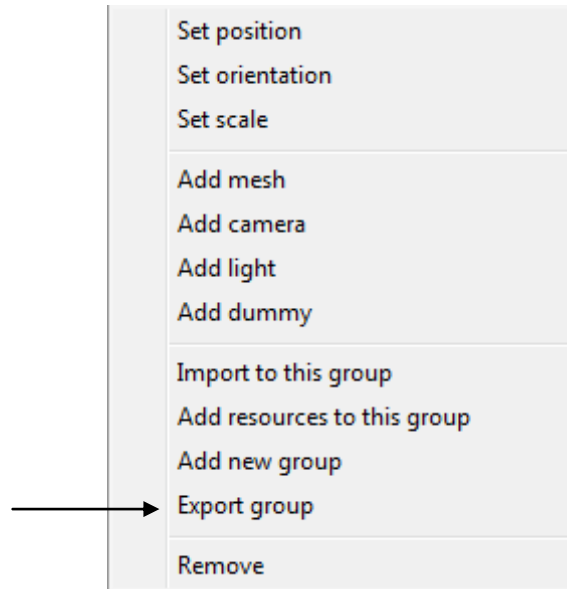 Set position
Set orientation
Set scale
Add mesh
Add camera
Add light
Add dummy
Import to this group
Add resources to this group
Add new group
Export group
Remove